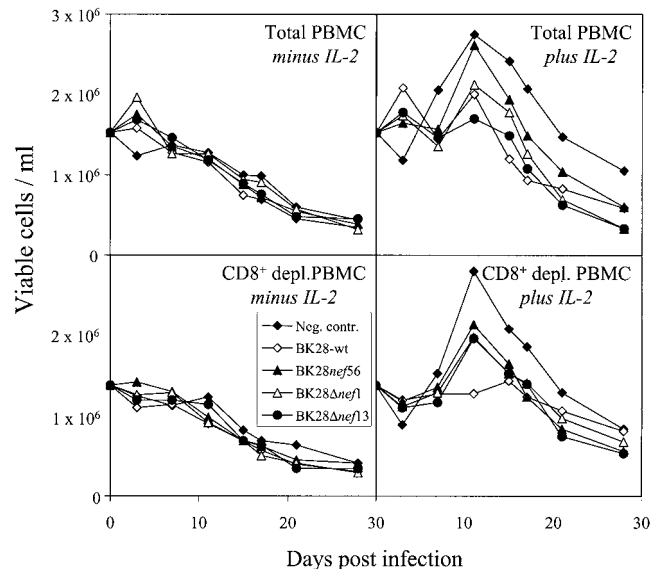 3 x 10⁶
Total PBMC
minus IL-2
Total PBMC
plus IL-2
2 x 10⁶
1 x 10⁶
0
Viable cells / ml
CD8⁺ depl.PBMC
minus IL-2
CD8⁺ depl. PBMC
plus IL-2
Neg. contr.
BK28-wt
BK28nef56
BK28Δnef1
BK28Δnef13
2 x 10⁶
1 x 10⁶
0
0 10 20 30 10 20 30
Days post infection